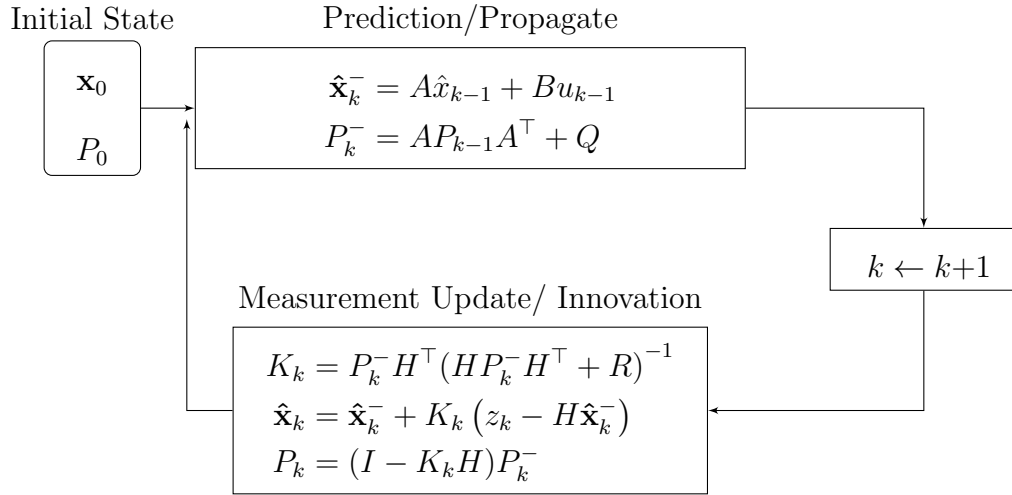 Initial State
x₀
P₀
Prediction/Propagate
x̂ₖ⁻ = Ax̂ₖ₋₁ + Buₖ₋₁
Pₖ⁻ = APₖ₋₁A⊤ + Q
k ← k+1
Measurement Update/ Innovation
Kₖ = Pₖ⁻H⊤(HPₖ⁻H⊤ + R)⁻¹
x̂ₖ = x̂ₖ⁻ + Kₖ (zₖ − Hx̂ₖ⁻)
Pₖ = (I − KₖH)Pₖ⁻